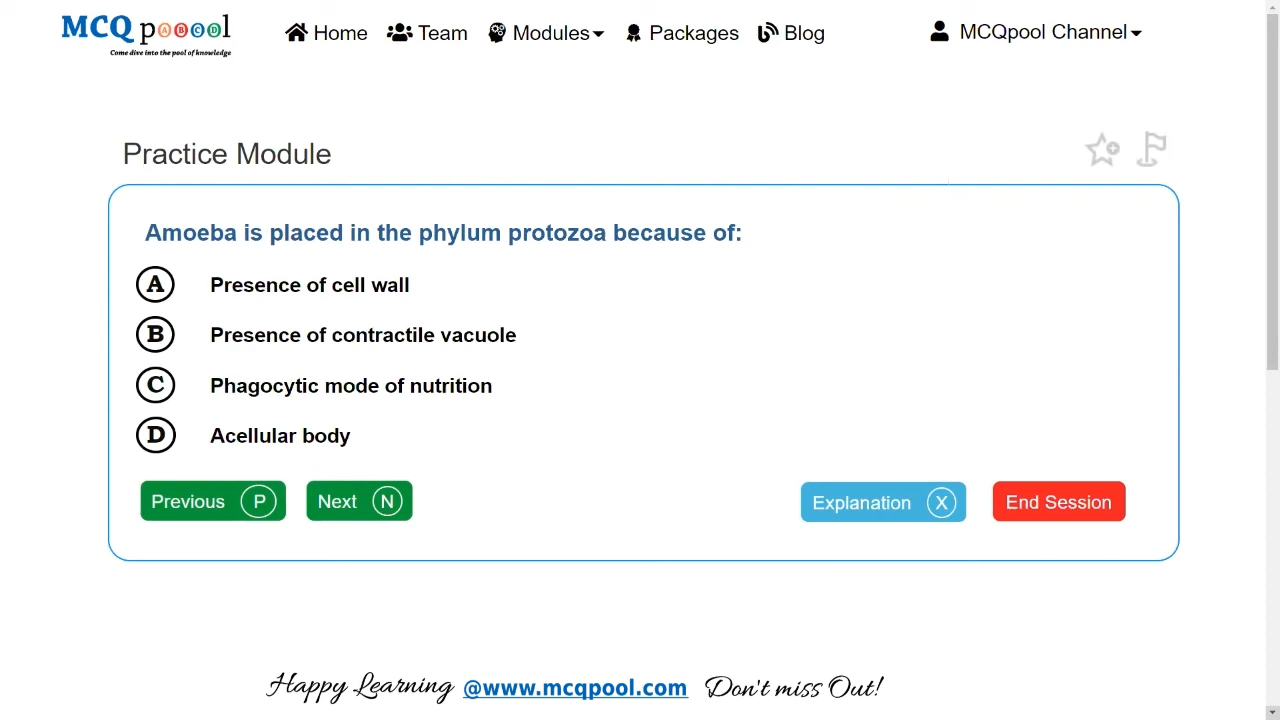 MCQ pooool
A B C D
Come dive into the pool of knowledge
Home Team Modules Packages Blog MCQpool Channel
Practice Module
Amoeba is placed in the phylum protozoa because of:
A Presence of cell wall
B Presence of contractile vacuole
C Phagocytic mode of nutrition
D Acellular body
Previous P Next N Explanation X End Session
Happy Learning @www.mcqpool.com Don't miss Out!